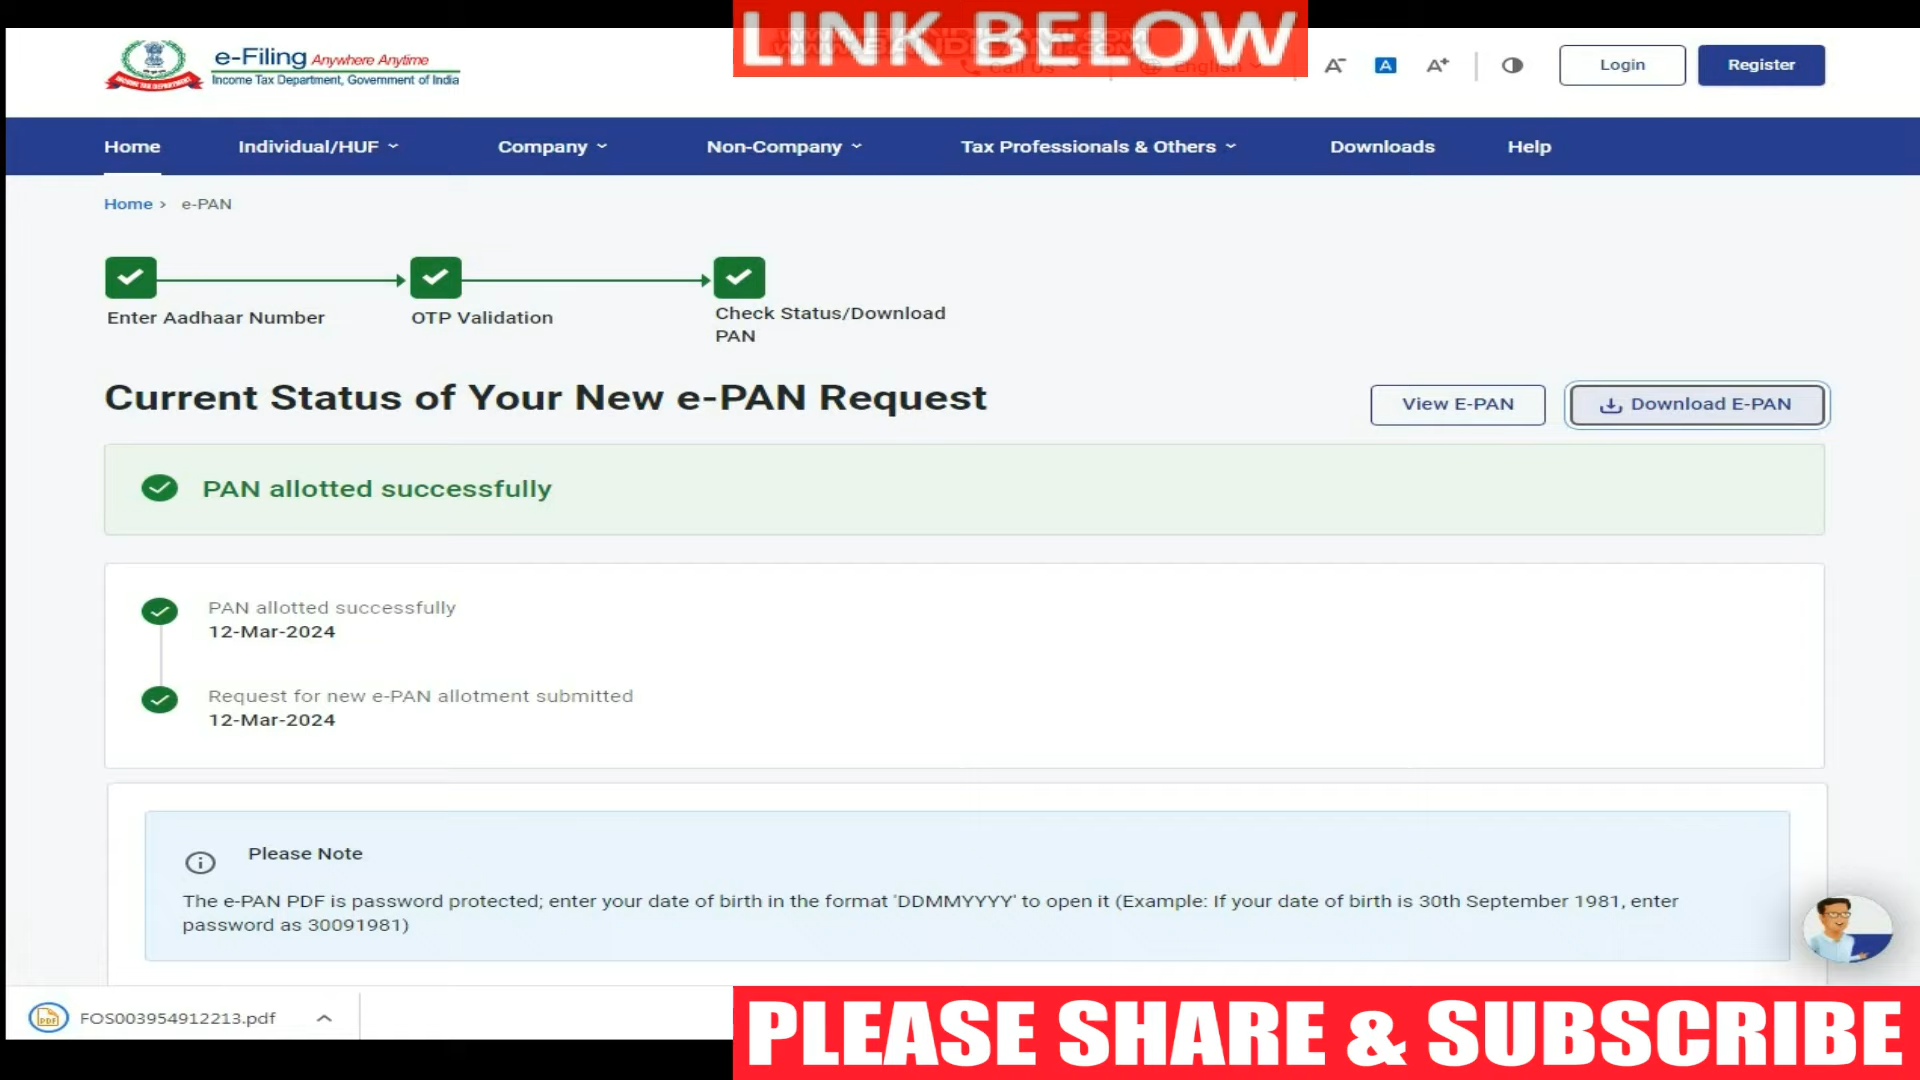 LINK BELOW
e-Filing Anywhere Anytime
Income Tax Department, Government of India
Call Us
English
A-
A
A+
Login
Register
Home
Individual/HUF
Company
Non-Company
Tax Professionals & Others
Downloads
Help
Home > e-PAN
Enter Aadhaar Number
OTP Validation
Check Status/Download
PAN
Current Status of Your New e-PAN Request
View E-PAN
Download E-PAN
PAN allotted successfully
PAN allotted successfully
12-Mar-2024
Request for new e-PAN allotment submitted
12-Mar-2024
Please Note
The e-PAN PDF is password protected; enter your date of birth in the format 'DDMMYYYY' to open it (Example: If your date of birth is 30th September 1981, enter
password as 30091981)
PDF
FOS003954912213.pdf
PLEASE SHARE & SUBSCRIBE